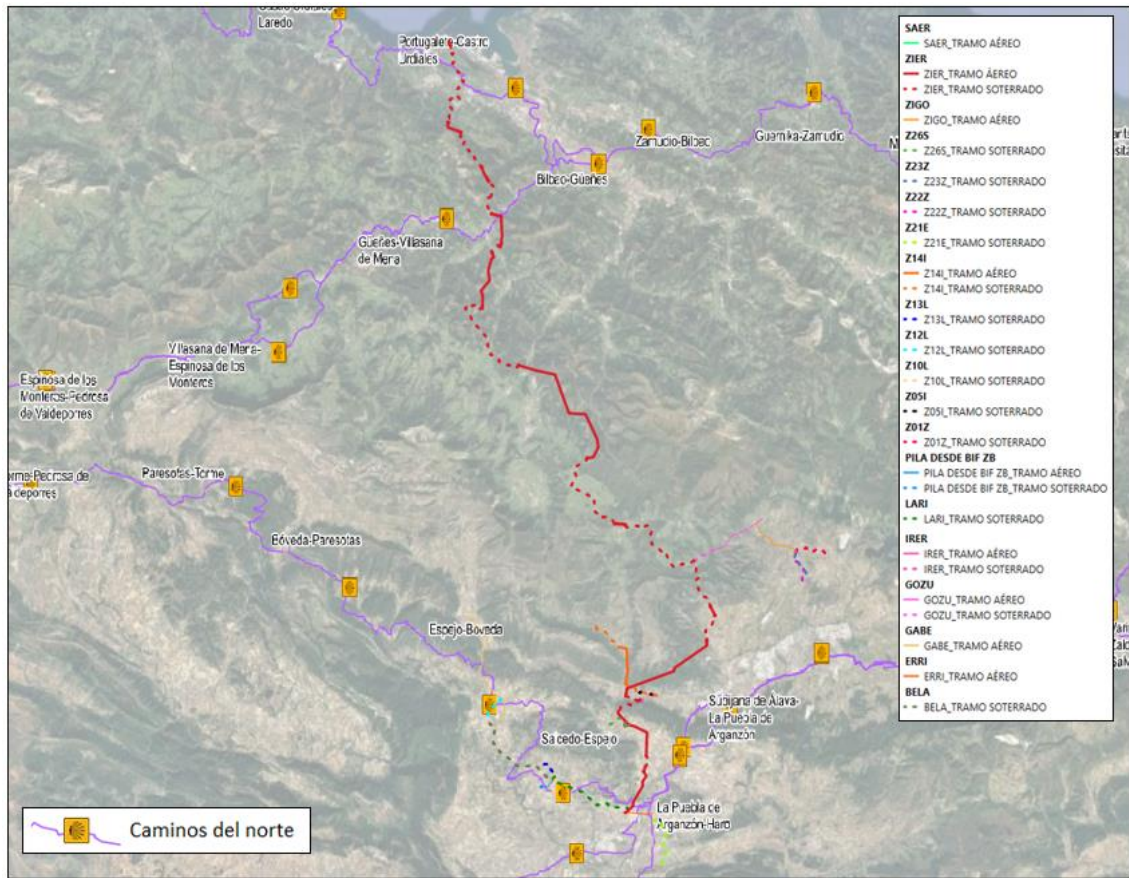 Laredo
Portugalete-Castro
Urdiales
Zamudio-Bilbao
Guernika-Zamudio
Bilbao-Güeñes
Güeñes-Villasana
de Mena
Villasana de Mena-
Espinosa de los
Monteros
Espinosa de los
Monteros-Pedrosa
de Valdeporres
Paresotas-Torme
Bóveda-Paresotas
Espejo-Boveda
Salcedo-Espejo
Subijana de Álava-
La Puebla de
Arganzón
La Puebla de
Arganzón-Haro
Caminos del norte
SAER
SAER_TRAMO AÉREO
ZIER
ZIER_TRAMO ÁEREO
ZIER_TRAMO SOTERRADO
ZIGO
ZIGO_TRAMO AÉREO
Z26S
Z26S_TRAMO SOTERRADO
Z23Z
Z23Z_TRAMO SOTERRADO
Z22Z
Z22Z_TRAMO SOTERRADO
Z21E
Z21E_TRAMO SOTERRADO
Z14I
Z14I_TRAMO AÉREO
Z14I_TRAMO SOTERRADO
Z13L
Z13L_TRAMO SOTERRADO
Z12L
Z12L_TRAMO SOTERRADO
Z10L
Z10L_TRAMO SOTERRADO
Z05I
Z05I_TRAMO SOTERRADO
Z01Z
Z01Z_TRAMO SOTERRADO
PILA DESDE BIF ZB
PILA DESDE BIF ZB_TRAMO AÉREO
PILA DESDE BIF ZB_TRAMO SOTERRADO
LARI
LARI_TRAMO SOTERRADO
IRER
IRER_TRAMO AÉREO
IRER_TRAMO SOTERRADO
GOZU
GOZU_TRAMO AÉREO
GOZU_TRAMO SOTERRADO
GABE
GABE_TRAMO AÉREO
ERRI
ERRI_TRAMO AÉREO
BELA
BELA_TRAMO SOTERRADO